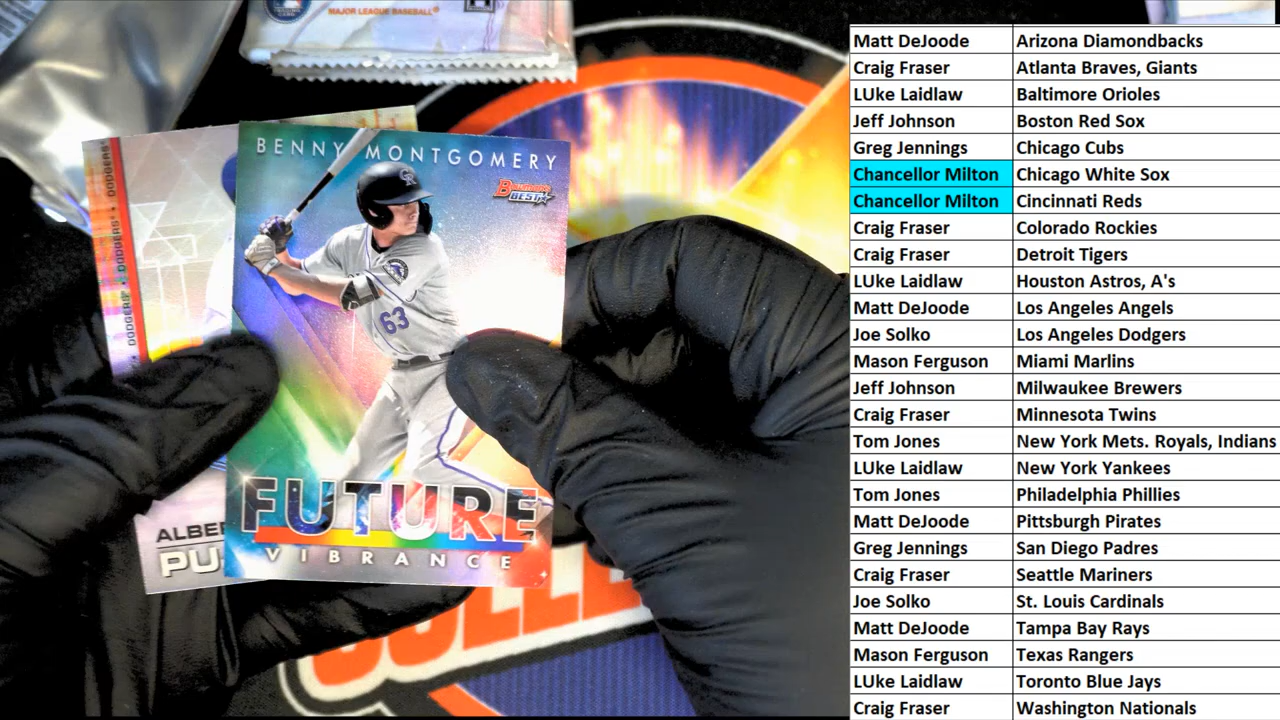 MAJOR LEAGUE BASEBALL®
BENNY MONTGOMERY
Bowman's
BEST
CR
63
FUTURE
VIBRANCE
DODGERS® DODGERS® DODGERS®
ALBE
PU
Matt DeJoode Arizona Diamondbacks
Craig Fraser Atlanta Braves, Giants
LUke Laidlaw Baltimore Orioles
Jeff Johnson Boston Red Sox
Greg Jennings Chicago Cubs
Chancellor Milton Chicago White Sox
Chancellor Milton Cincinnati Reds
Craig Fraser Colorado Rockies
Craig Fraser Detroit Tigers
LUke Laidlaw Houston Astros, A's
Matt DeJoode Los Angeles Angels
Joe Solko Los Angeles Dodgers
Mason Ferguson Miami Marlins
Jeff Johnson Milwaukee Brewers
Craig Fraser Minnesota Twins
Tom Jones New York Mets. Royals, Indians
LUke Laidlaw New York Yankees
Tom Jones Philadelphia Phillies
Matt DeJoode Pittsburgh Pirates
Greg Jennings San Diego Padres
Craig Fraser Seattle Mariners
Joe Solko St. Louis Cardinals
Matt DeJoode Tampa Bay Rays
Mason Ferguson Texas Rangers
LUke Laidlaw Toronto Blue Jays
Craig Fraser Washington Nationals